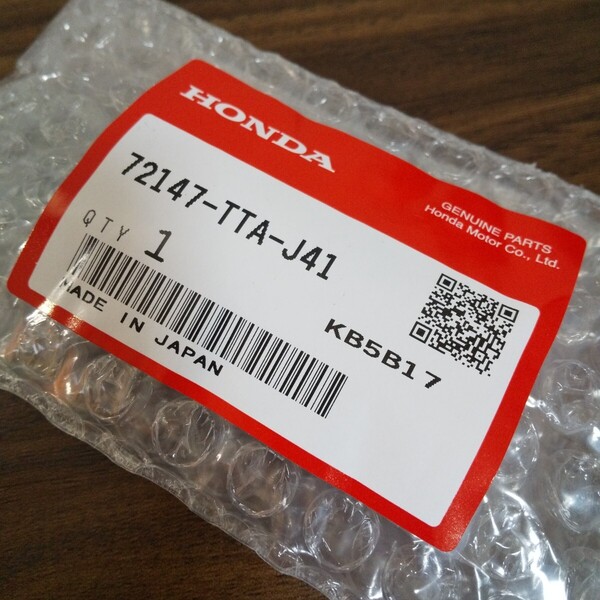 HONDA
72147-TTA-J41
QTY 1
MADE IN JAPAN
KB5B17
GENUINE PARTS
Honda Motor Co., Ltd.